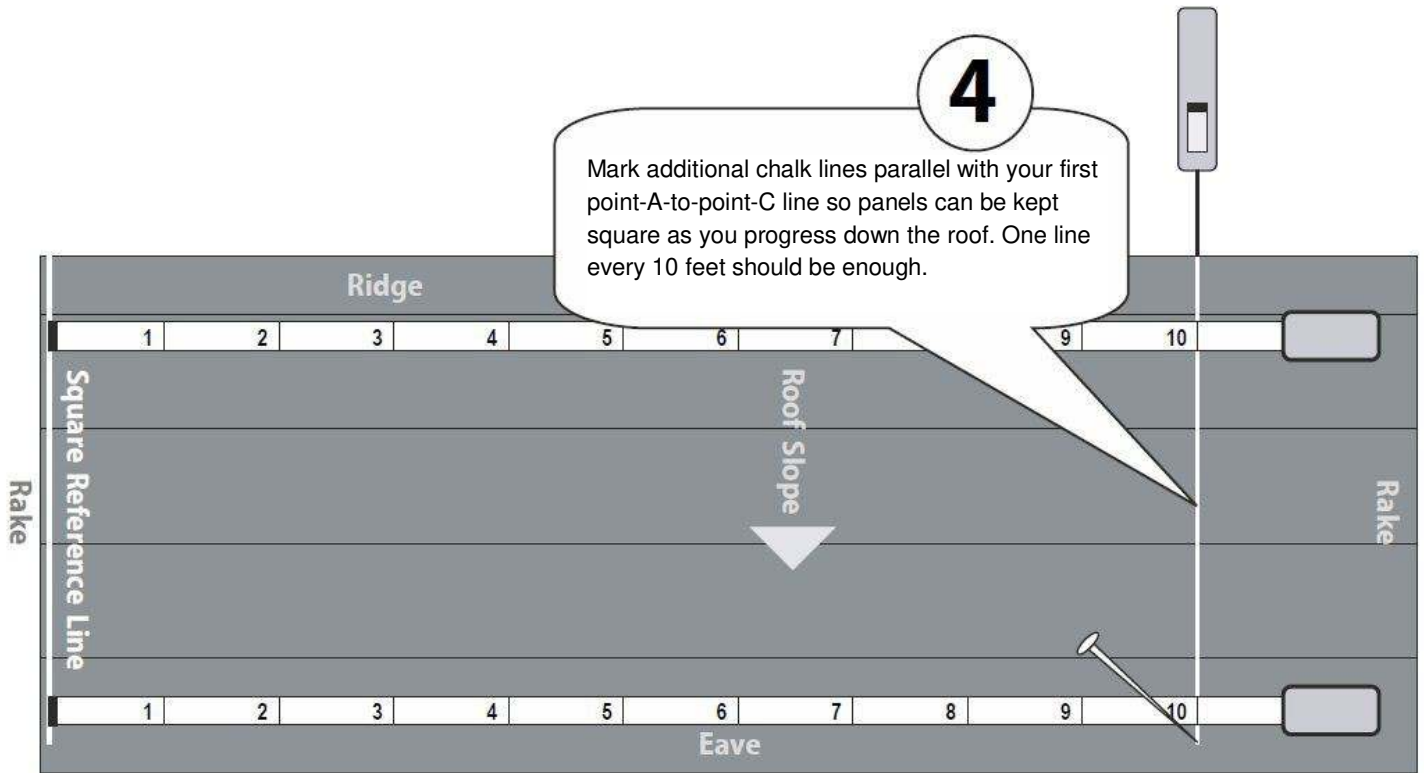 4
Mark additional chalk lines parallel with your first
point-A-to-point-C line so panels can be kept
square as you progress down the roof. One line
every 10 feet should be enough.
Ridge
1 2 3 4 5 6 7 9 10
Square Reference Line
Roof Slope
Rake
Rake
1 2 3 4 5 6 7 8 9 10
Eave